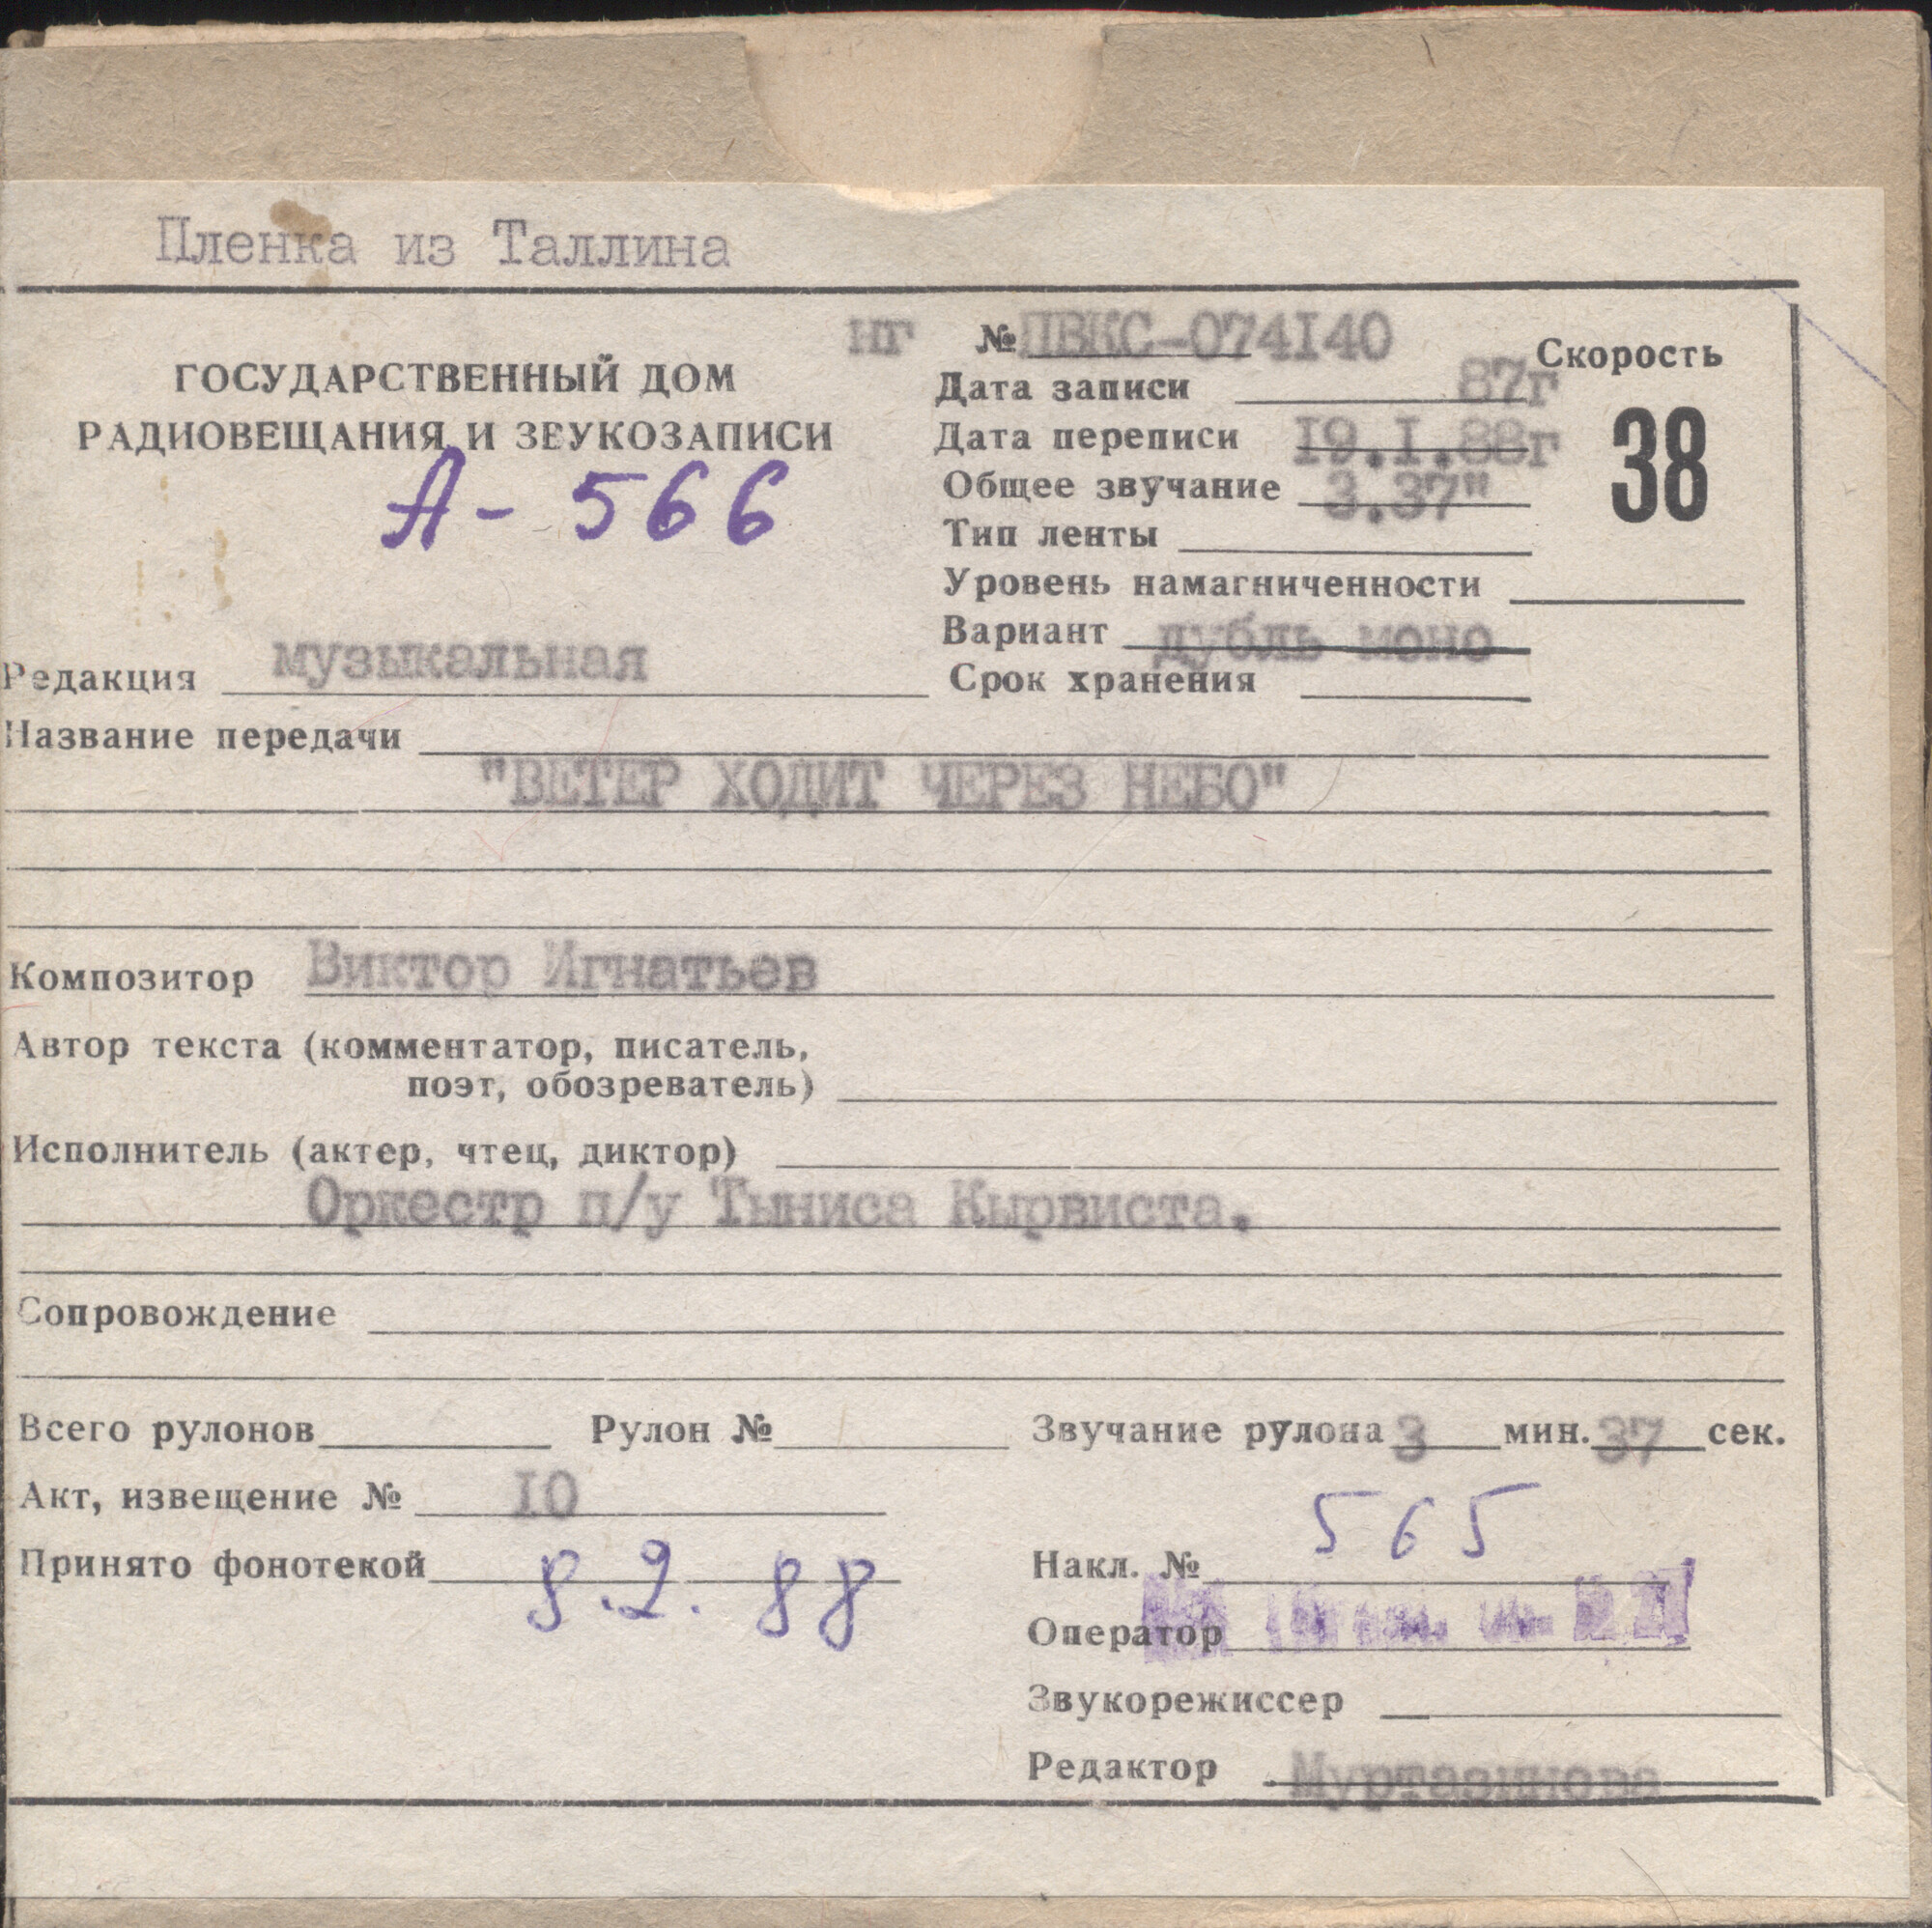 Пленка из Таллина
ГОСУДАРСТВЕННЫЙ ДОМ
РАДИОВЕЩАНИЯ И ЗВУКОЗАПИСИ
А - 566
нг № ПВКС-074I40
Скорость
38
Дата записи 87г
Дата переписи I9.I.88г
Общее звучание 3.37"
Тип ленты
Уровень намагниченности
Вариант дубль моно
Срок хранения
Редакция музыкальная
Название передачи
"ВЕТЕР ХОДИТ ЧЕРЕЗ НЕБО"
Композитор Виктор Игнатьев
Автор текста (комментатор, писатель,
поэт, обозреватель)
Исполнитель (актер, чтец, диктор)
Оркестр п/у Тыниса Кырвиста.
Сопровождение
Всего рулонов Рулон № Звучание рулона 3 мин. 37 сек.
Акт, извещение № IO
Принято фонотекой 8.2.88
Накл. № 565
Оператор
Звукорежиссер
Редактор Муртазинова